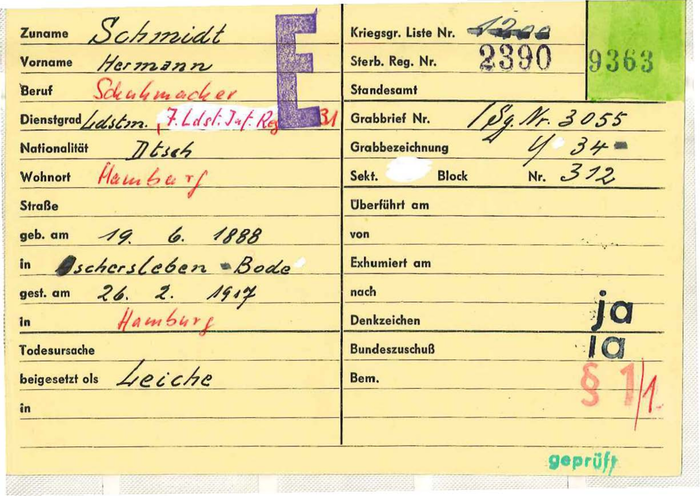 Zuname Schmidt
Vorname Hermann
Beruf Schuhmacher
Dienstgrad Ldstm., 7. Ldst. Inf. Reg 31
Nationalität Dtsch
Wohnort Hamburg
Straße
geb. am 19. 6. 1888
in schersleben - Bode
gest. am 26. 2. 1917
in Hamburg
Todesursache
beigesetzt als Leiche
in
E
Kriegsgr. Liste Nr.
Sterb. Reg. Nr. 2390
9363
Standesamt
Grabbrief Nr. Sg. Nr. 3055
Grabbezeichnung 34
Sekt. Block Nr. 312
Überführt am
von
Exhumiert am
nach
Denkzeichen ja
Bundeszuschuß ja
Bem. § 1/1
geprüft